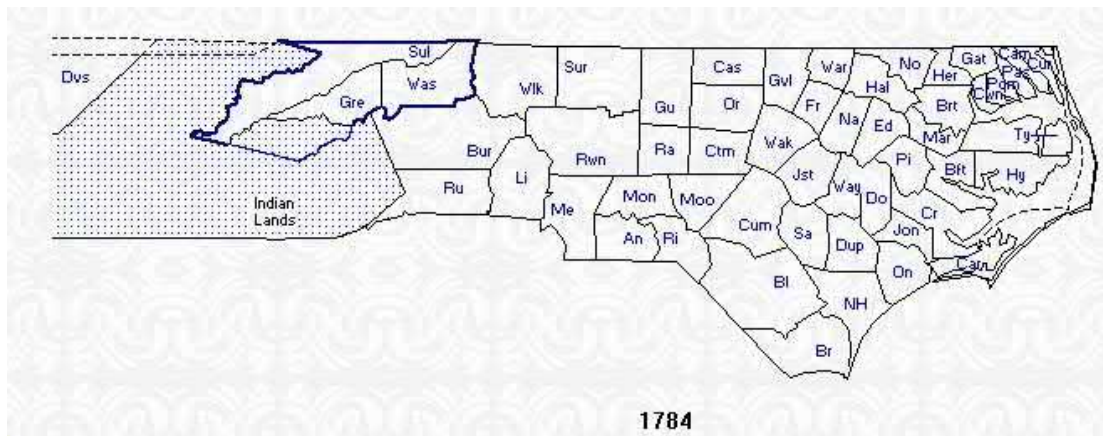 Dvs
Sul
Was
Gre
Indian
Lands
Wlk
Sur
Bur
Ru
Li
Rwn
Me
Gu
Ra
Cas
Or
Ctm
Mon
Moo
An
Ri
Gvl
War
Fr
Wak
Hal
No
Na
Ed
Her
Gat
Cam
Cur
Pas
Brt
Mar
Ty
Jst
Way
Do
Pi
Bft
Hy
Cum
Sa
Dup
Cr
Jon
On
Car
Bl
NH
Br
1784